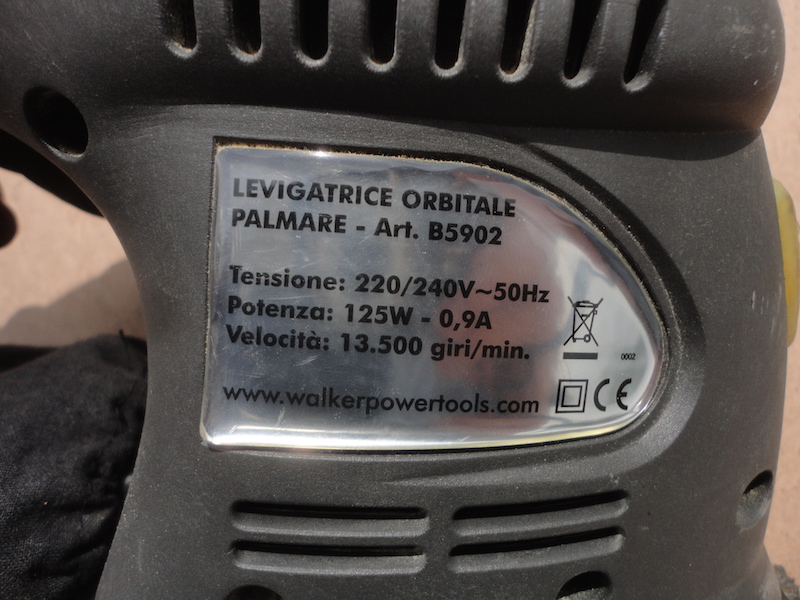 LEVIGATRICE ORBITALE
PALMARE - Art. B5902
Tensione: 220/240V~50Hz
Potenza: 125W - 0,9A
Velocità: 13.500 giri/min.
0002
www.walkerpowertools.com
CE